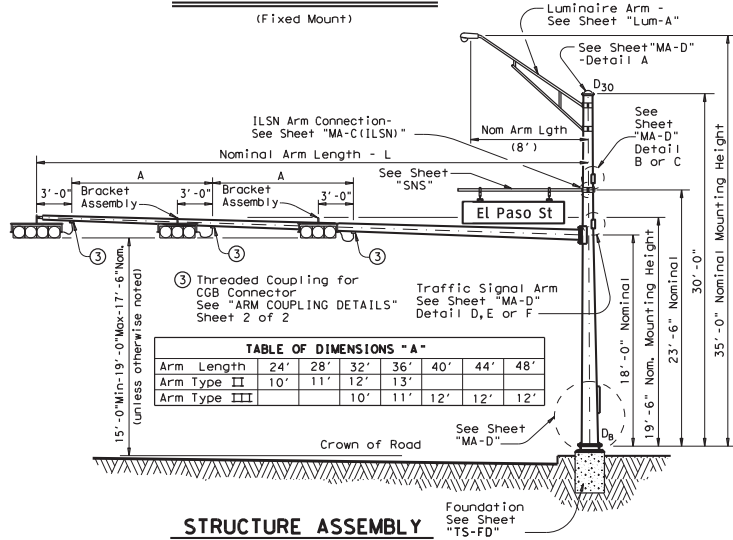 (Fixed Mount)
Luminaire Arm -
See Sheet "Lum-A"
See Sheet"MA-D"
-Detail A
D30
ILSN Arm Connection-
See Sheet "MA-C(ILSN)"
Nom Arm Lgth
(8')
See
Sheet
"MA-D"
Detail
B or C
Nominal Arm Length - L
A
A
See Sheet
"SNS"
3'-0"
Bracket
Assembly
3'-0"
Bracket
Assembly
3'-0"
El Paso St
3
3
3
3 Threaded Coupling for
CGB Connector
See "ARM COUPLING DETAILS"
Sheet 2 of 2
Traffic Signal Arm
See Sheet "MA-D"
Detail D,E or F
15'-0"Min-19'-0"Max-17'-6"Nom.
(unless otherwise noted)
18'-0" Nominal
19'-6" Nom. Mounting Height
23'-6" Nominal
30'-0"
35'-0" Nominal Mounting Height
TABLE OF DIMENSIONS "A"
Arm Length 24' 28' 32' 36' 40' 44' 48'
Arm Type II 10' 11' 12' 13'
Arm Type III 10' 11' 12' 12' 12'
See Sheet
"MA-D"
DB
Crown of Road
Foundation
See Sheet
"TS-FD"
STRUCTURE ASSEMBLY